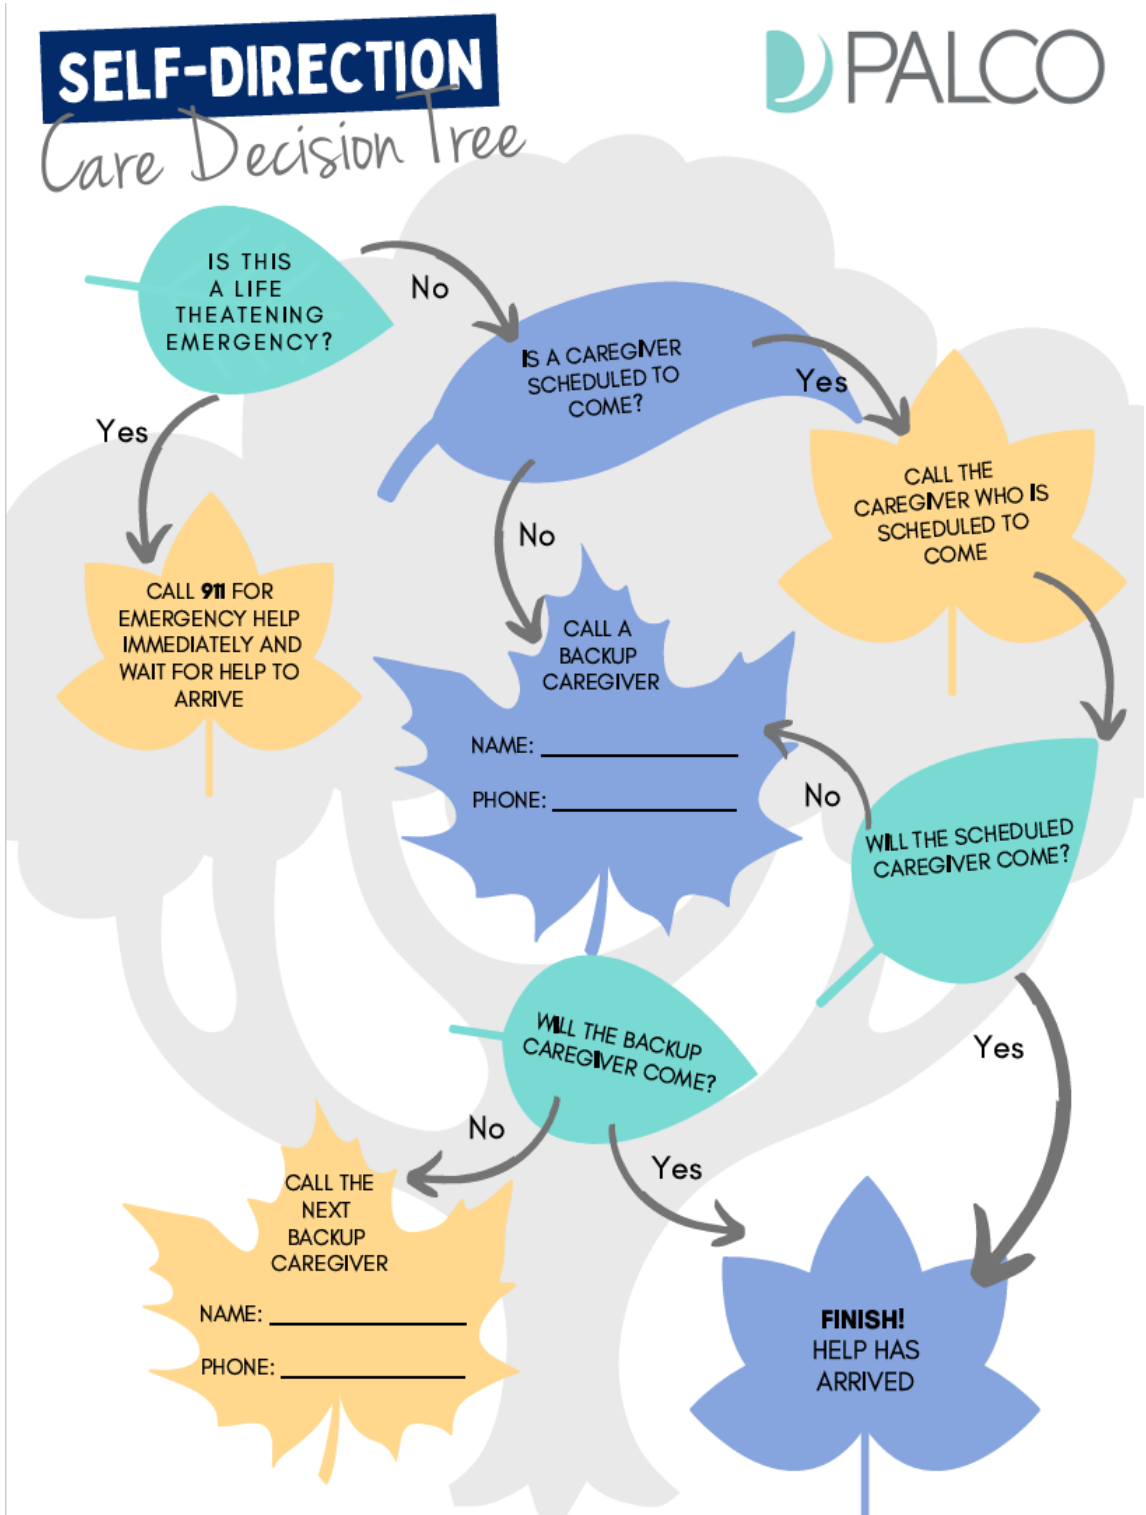 SELF-DIRECTION
Care Decision Tree
PALCO
IS THIS
A LIFE
THEATENING
EMERGENCY?
No
IS A CAREGIVER
SCHEDULED TO
COME?
Yes
Yes
CALL THE
CAREGIVER WHO IS
SCHEDULED TO
COME
No
CALL 911 FOR
EMERGENCY HELP
IMMEDIATELY AND
WAIT FOR HELP TO
ARRIVE
CALL A
BACKUP
CAREGIVER
NAME:
PHONE:
No
WILL THE SCHEDULED
CAREGIVER COME?
Yes
WILL THE BACKUP
CAREGIVER COME?
No
Yes
CALL THE
NEXT
BACKUP
CAREGIVER
NAME:
PHONE:
FINISH!
HELP HAS
ARRIVED